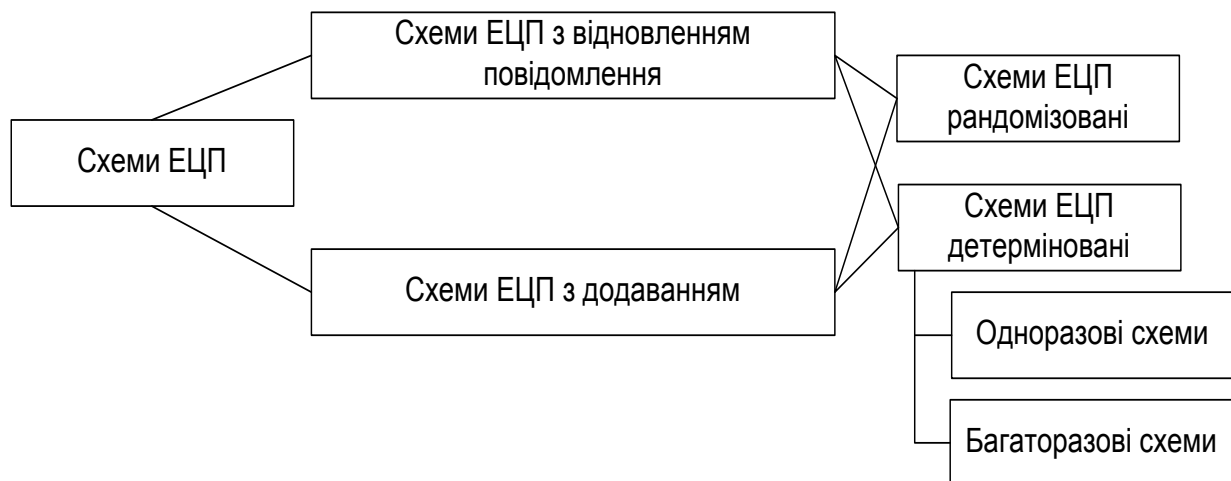 Схеми ЕЦП з відновленням
повідомлення
Схеми ЕЦП
рандомізовані
Схеми ЕЦП
Схеми ЕЦП
детерміновані
Схеми ЕЦП з додаванням
Одноразові схеми
Багаторазові схеми